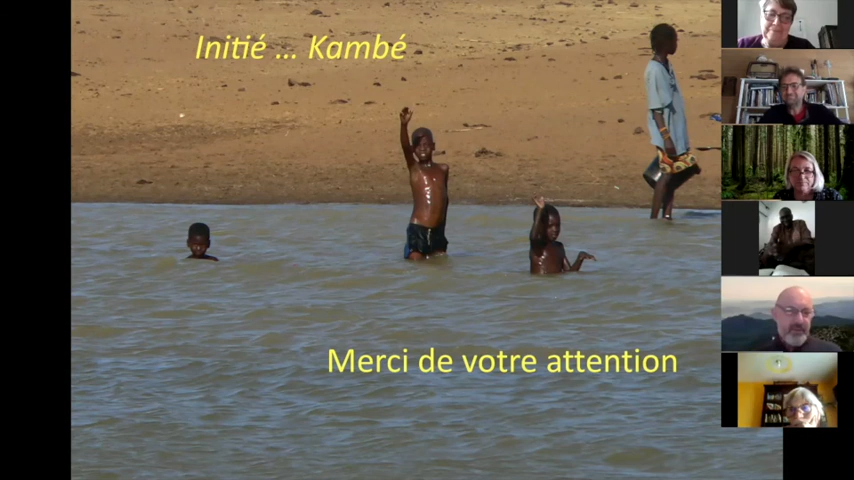 Initié ... Kambé
Merci de votre attention